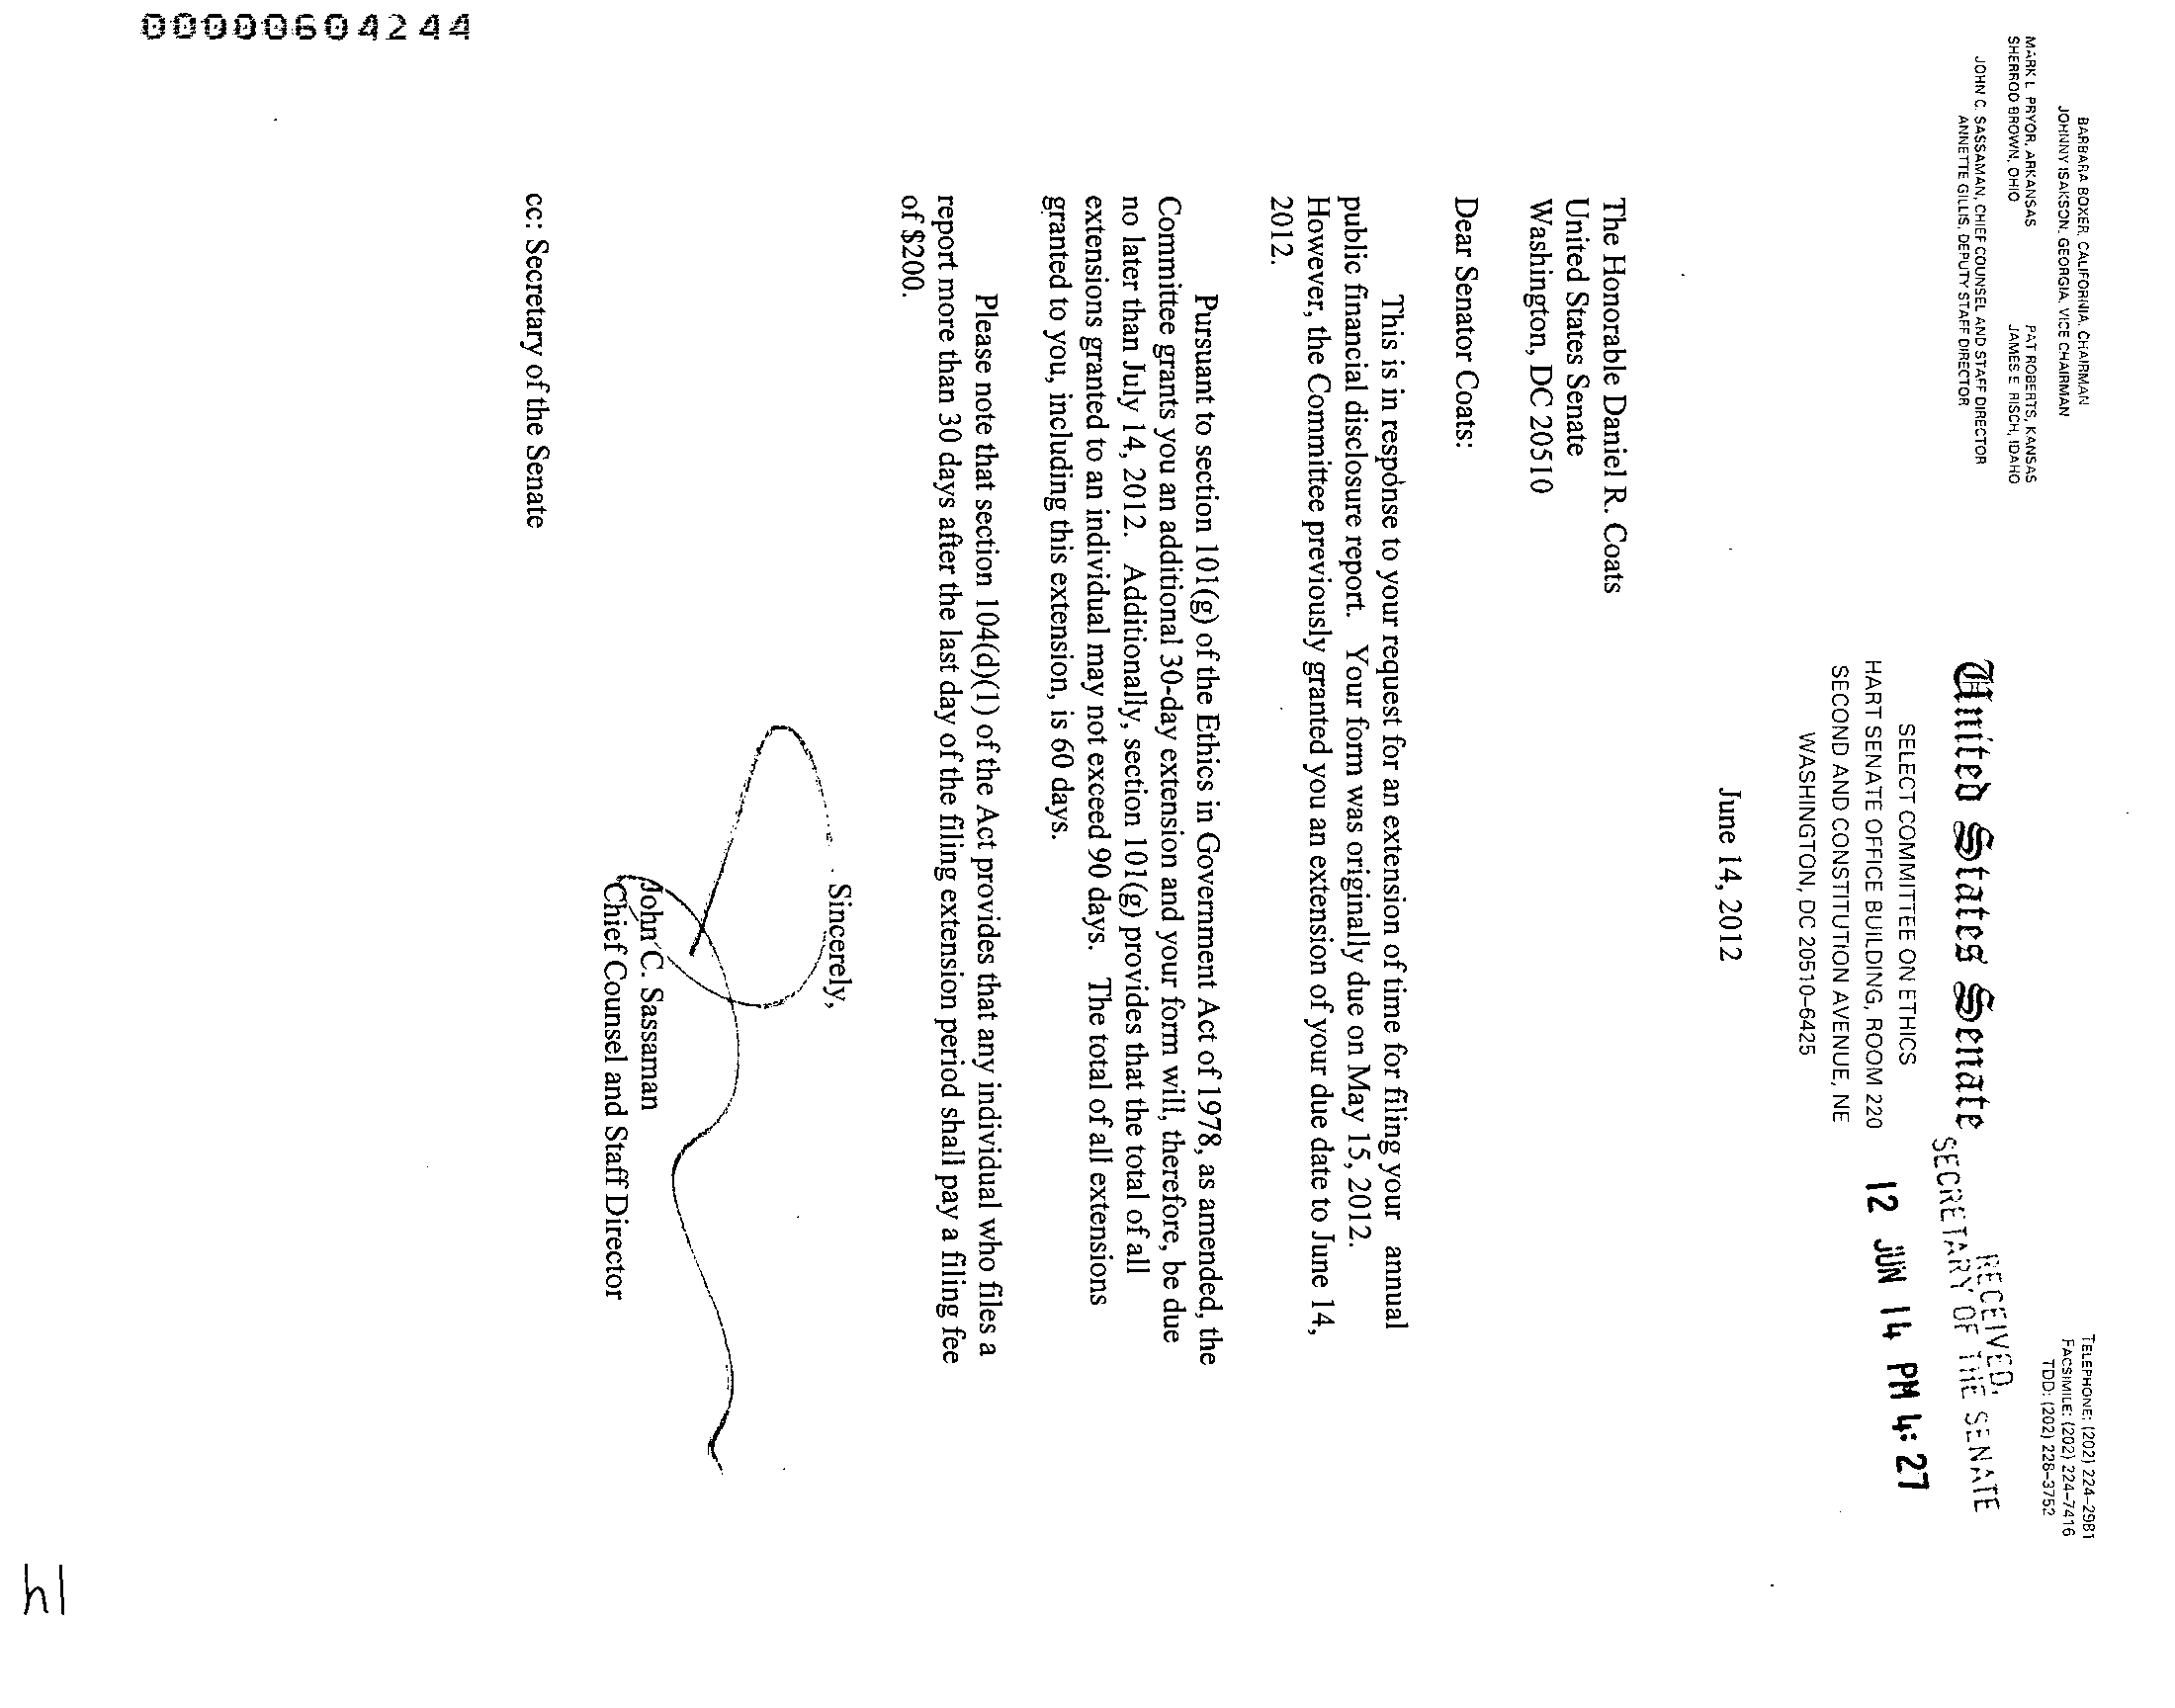 BARBARA BOXER, CALIFORNIA, CHAIRMAN
JOHNNY ISAKSON, GEORGIA, VICE CHAIRMAN
MARK L. PRYOR, ARKANSAS PAT ROBERTS, KANSAS
SHERROD BROWN, OHIO JAMES E. RISCH, IDAHO
JOHN C. SASSAMAN, CHIEF COUNSEL AND STAFF DIRECTOR
ANNETTE GILLIS, DEPUTY STAFF DIRECTOR
TELEPHONE: (202) 224-2981
FACSIMILE: (202) 224-7416
TDD: (202) 228-3752
United States Senate
SELECT COMMITTEE ON ETHICS
HART SENATE OFFICE BUILDING, ROOM 220
SECOND AND CONSTITUTION AVENUE, NE
WASHINGTON, DC 20510-6425
RECEIVED,
SECRETARY OF THE SENATE
12 JUN 14 PM 4:27
June 14, 2012
The Honorable Daniel R. Coats
United States Senate
Washington, DC 20510
Dear Senator Coats:
This is in response to your request for an extension of time for filing your annual
public financial disclosure report. Your form was originally due on May 15, 2012.
However, the Committee previously granted you an extension of your due date to June 14,
2012.
Pursuant to section 101(g) of the Ethics in Government Act of 1978, as amended, the
Committee grants you an additional 30-day extension and your form will, therefore, be due
no later than July 14, 2012. Additionally, section 101(g) provides that the total of all
extensions granted to an individual may not exceed 90 days. The total of all extensions
granted to you, including this extension, is 60 days.
Please note that section 104(d)(1) of the Act provides that any individual who files a
report more than 30 days after the last day of the filing extension period shall pay a filing fee
of $200.
Sincerely,
John C. Sassaman
Chief Counsel and Staff Director
cc: Secretary of the Senate
00000604244
14